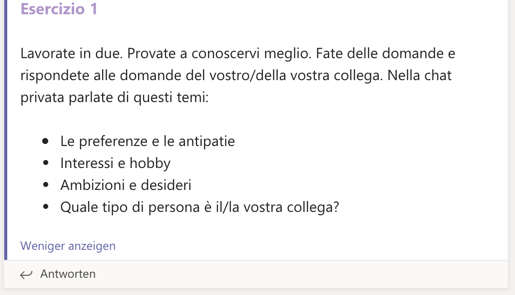 Esercizio 1
Lavorate in due. Provate a conoscervi meglio. Fate delle domande e
rispondete alle domande del vostro/della vostra collega. Nella chat
privata parlate di questi temi:
• Le preferenze e le antipatie
• Interessi e hobby
• Ambizioni e desideri
• Quale tipo di persona è il/la vostra collega?
Weniger anzeigen
Antworten